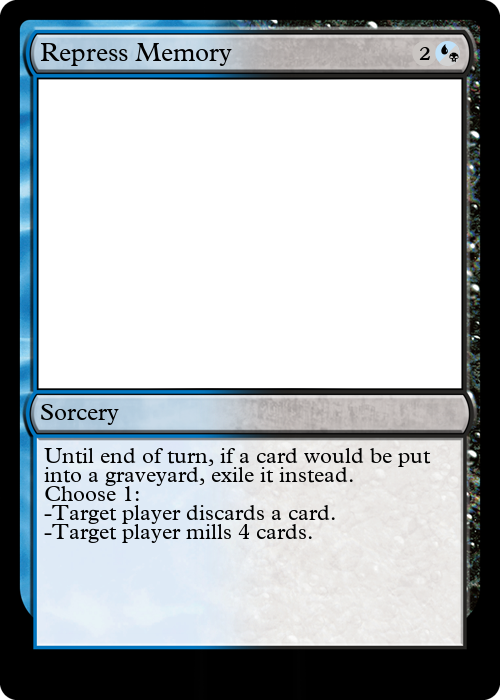 Repress Memory 2
Sorcery
Until end of turn, if a card would be put
into a graveyard, exile it instead.
Choose 1:
-Target player discards a card.
-Target player mills 4 cards.